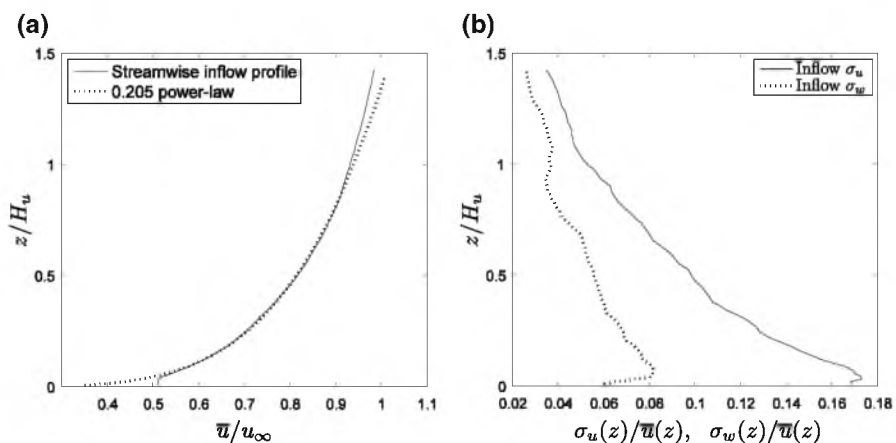 (a)
1.5
1
0.5
0
z/H_u
Streamwise inflow profile
0.205 power-law
0.4 0.5 0.6 0.7 0.8 0.9 1 1.1
u̅/u_∞
(b)
1.5
1
0.5
0
z/H_u
Inflow σ_u
Inflow σ_w
0.02 0.04 0.06 0.08 0.1 0.12 0.14 0.16 0.18
σ_u(z)/u̅(z), σ_w(z)/u̅(z)